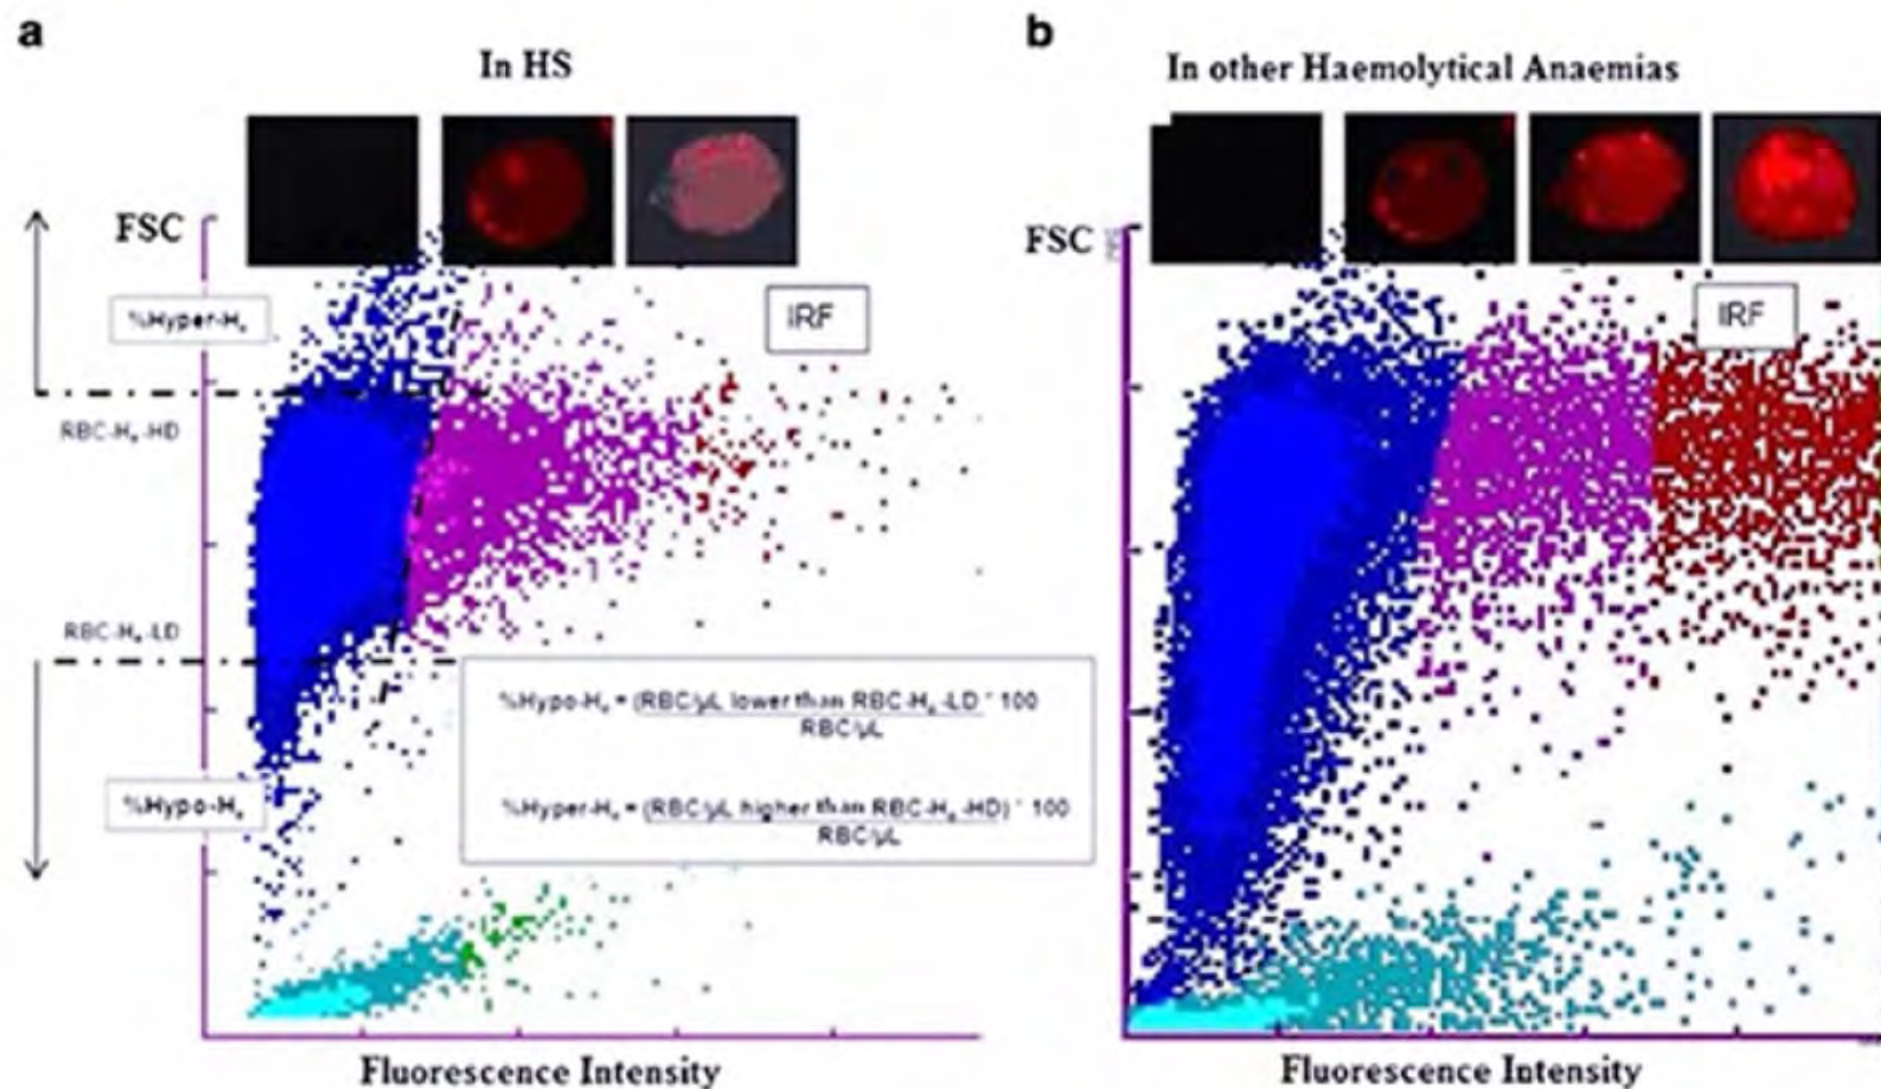 a
In HS
FSC
%Hyper-He
RBC-He-HD
RBC-He-LD
%Hypo-He
IRF
%Hypo-He = (RBC/µL lower than RBC-He-LD * 100
RBC/µL
%Hyper-He = (RBC/µL higher than RBC-He-HD) * 100
RBC/µL
Fluorescence Intensity
b
In other Haemolytical Anaemias
FSC
IRF
Fluorescence Intensity